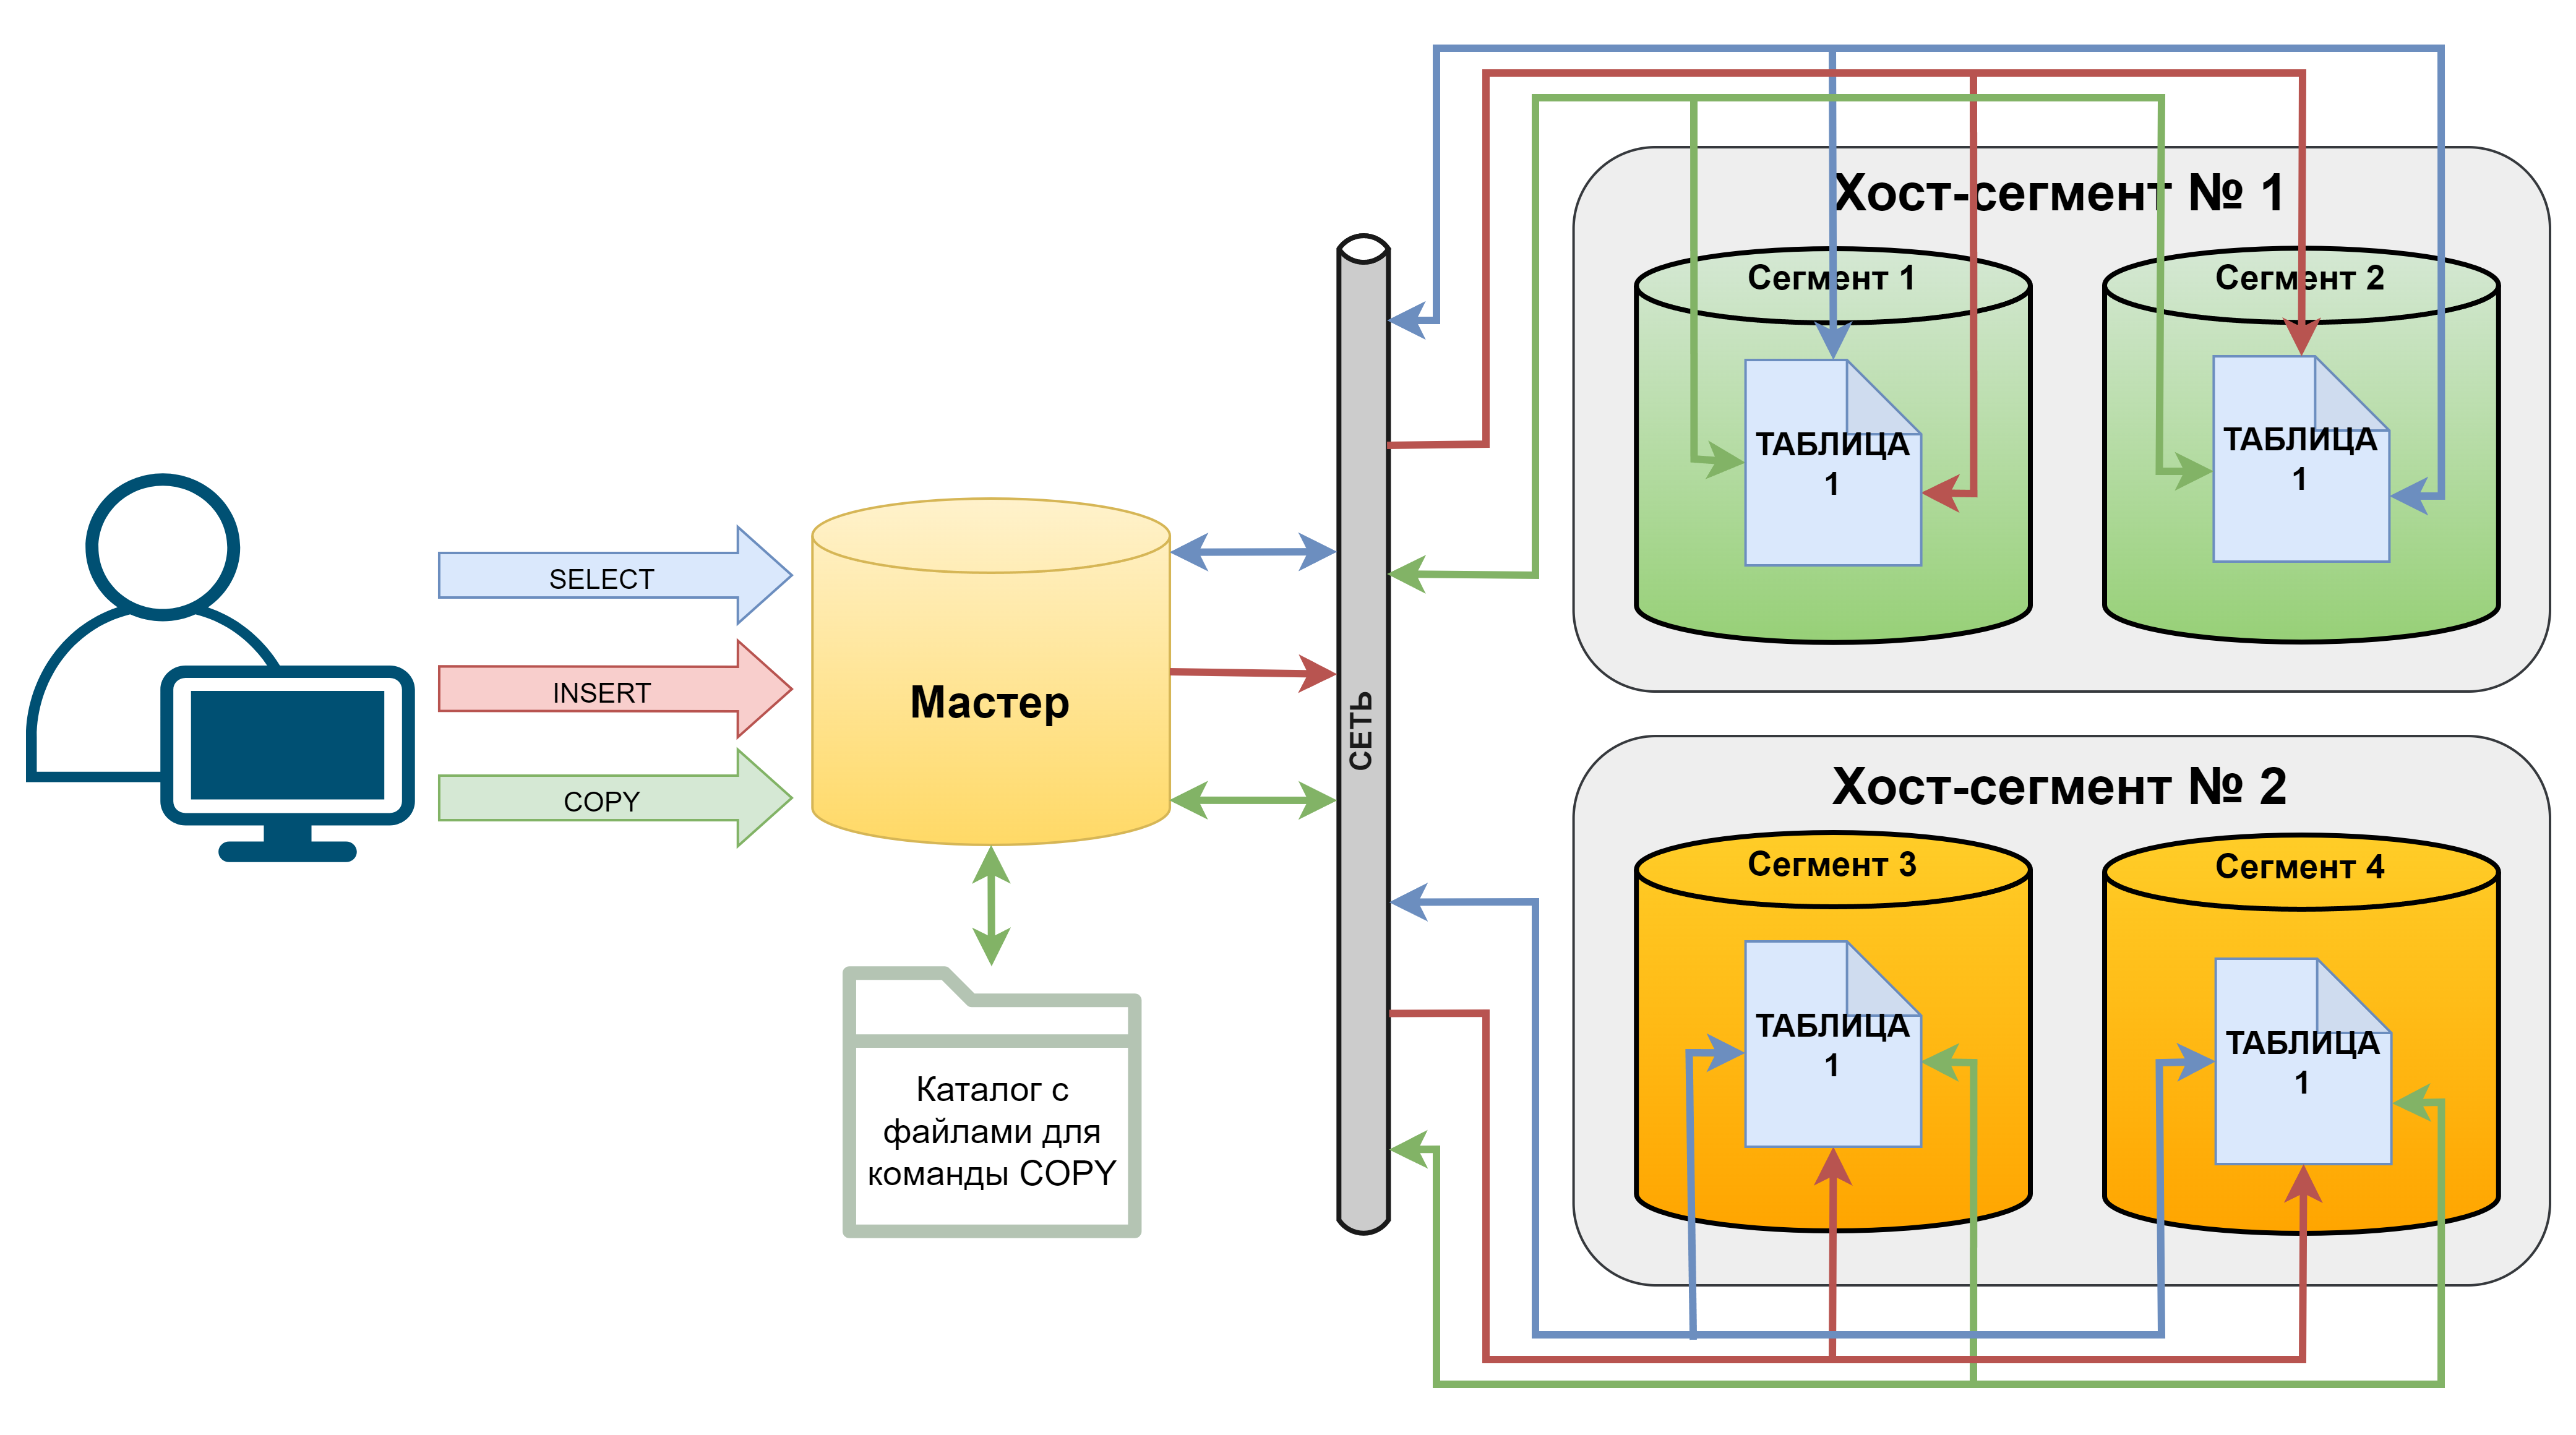 Хост-сегмент № 1
Сегмент 1
Сегмент 2
ТАБЛИЦА
1
ТАБЛИЦА
1
SELECT
INSERT
COPY
Мастер
СЕТЬ
Каталог с
файлами для
команды COPY
Хост-сегмент № 2
Сегмент 3
Сегмент 4
ТАБЛИЦА
1
ТАБЛИЦА
1